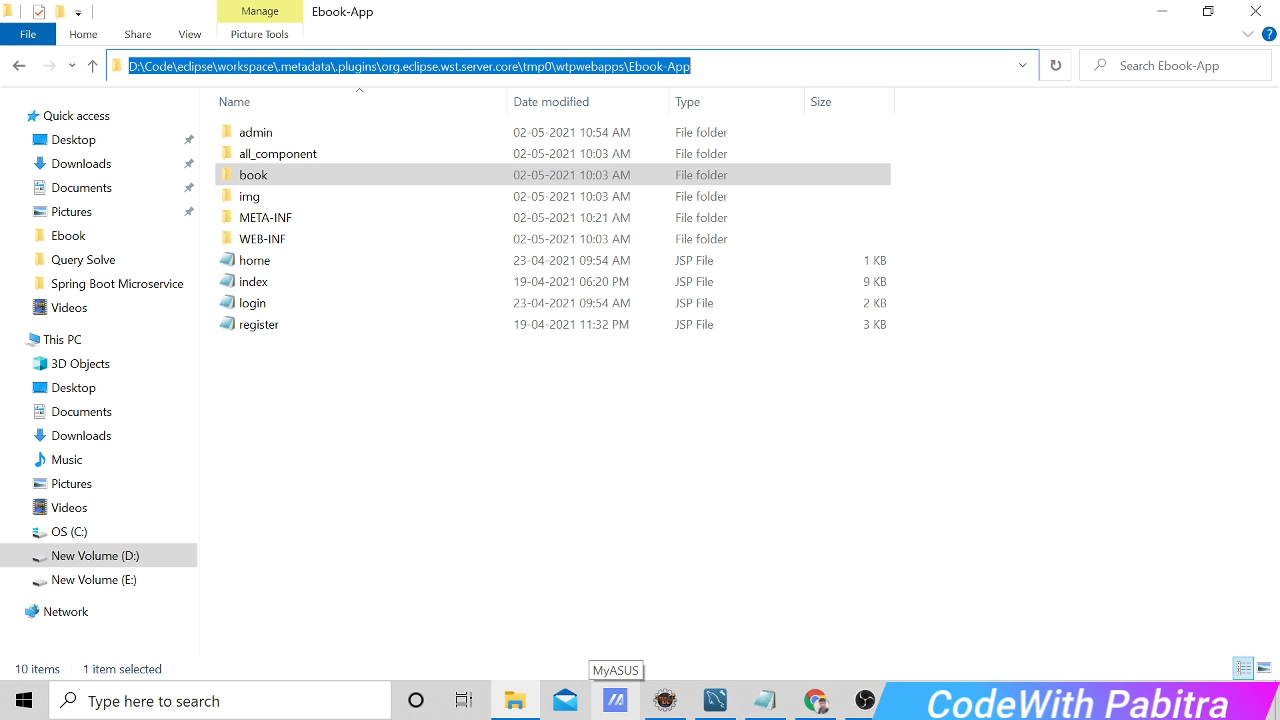 Manage
Ebook-App
File
Home
Share
View
Picture Tools
D:\Code\eclipse\workspace\.metadata\.plugins\org.eclipse.wst.server.core\tmp0\wtpwebapps\Ebook-App
Search Ebook-App
Name
Date modified
Type
Size
Quick access
Desktop
Downloads
Documents
Pictures
Ebook
Query Solve
Spring Boot Microservice
Videos
This PC
3D Objects
Desktop
Documents
Downloads
Music
Pictures
Videos
OS (C:)
New Volume (D:)
New Volume (E:)
Network
admin 02-05-2021 10:54 AM File folder
all_component 02-05-2021 10:03 AM File folder
book 02-05-2021 10:03 AM File folder
img 02-05-2021 10:03 AM File folder
META-INF 02-05-2021 10:21 AM File folder
WEB-INF 02-05-2021 10:03 AM File folder
home 23-04-2021 09:54 AM JSP File 1 KB
index 19-04-2021 06:20 PM JSP File 9 KB
login 23-04-2021 09:54 AM JSP File 2 KB
register 19-04-2021 11:32 PM JSP File 3 KB
10 items
1 item selected
MyASUS
Type here to search
CodeWith Pabitra